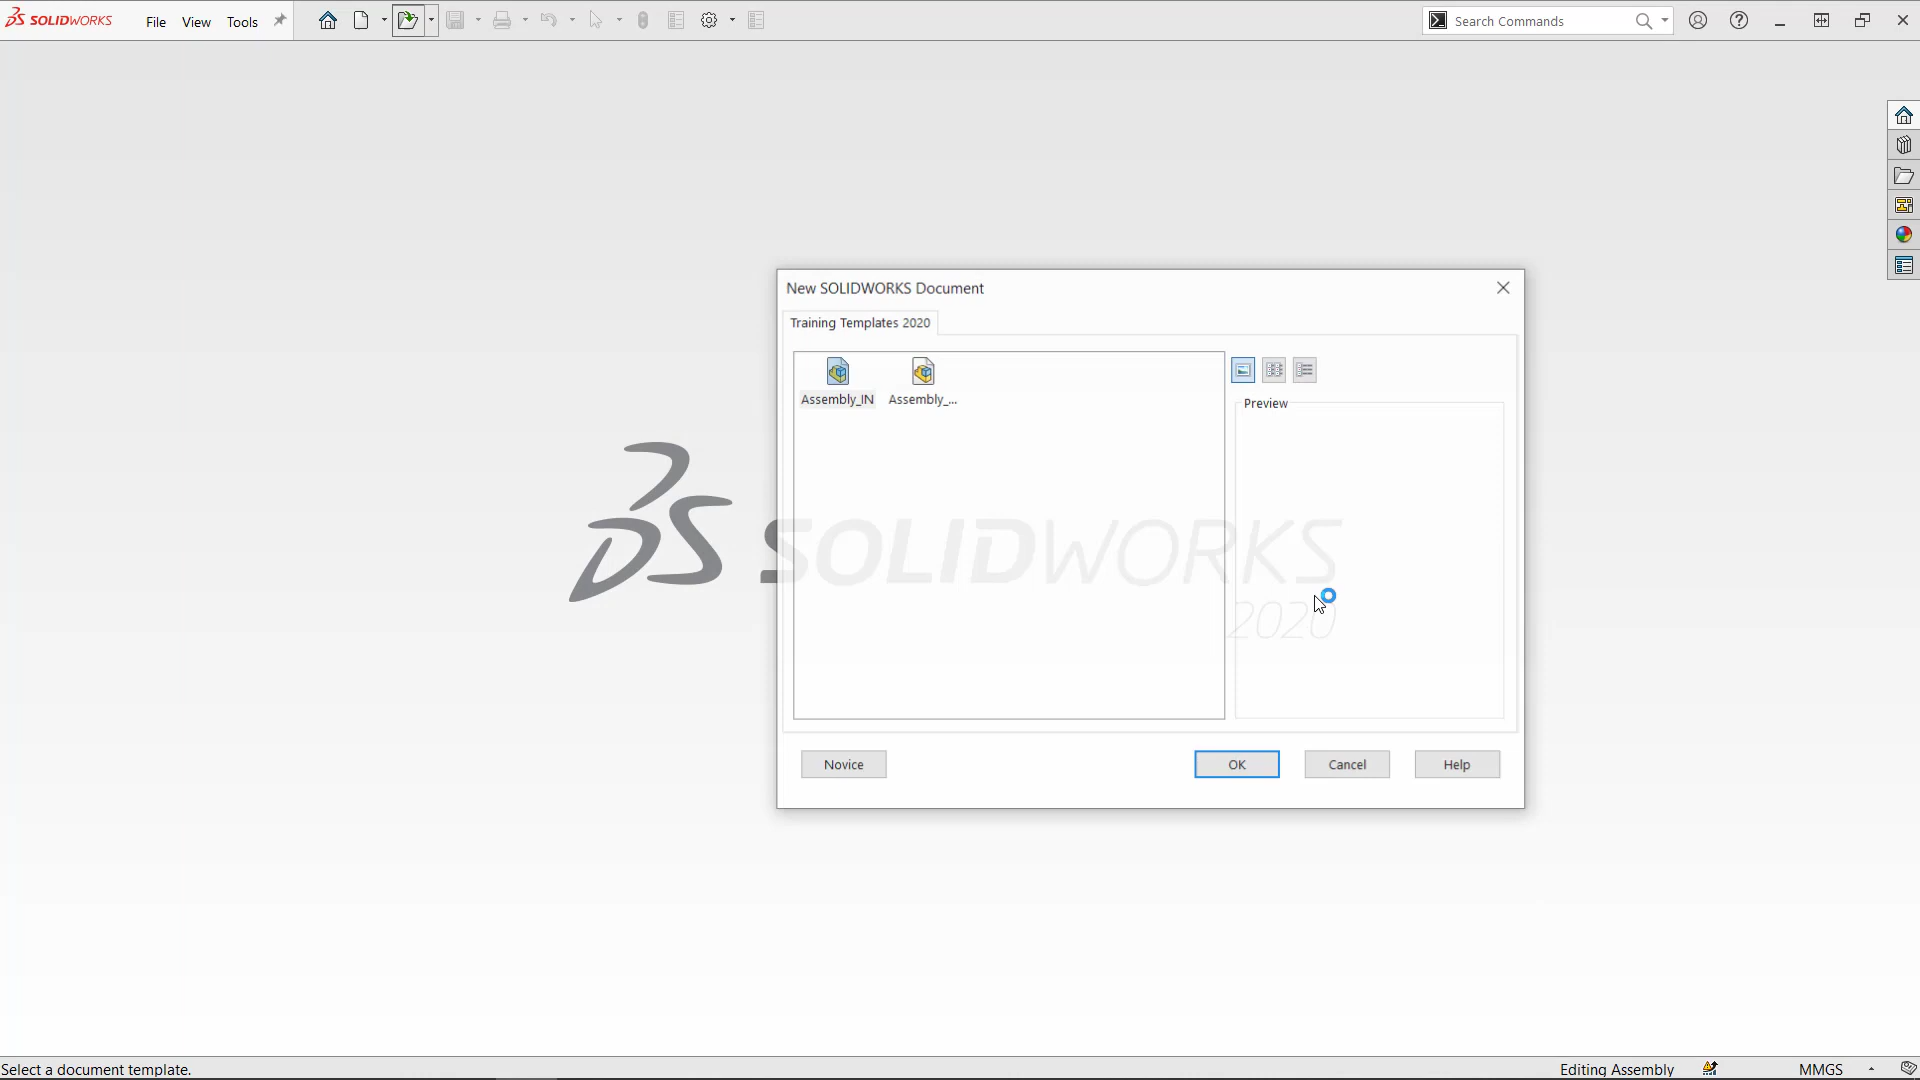 SOLIDWORKS File View Tools Search Commands
New SOLIDWORKS Document
Training Templates 2020
Assembly_IN Assembly_...
Preview
SOLIDWORKS
2020
Novice OK Cancel Help
Select a document template. Editing Assembly MMGS